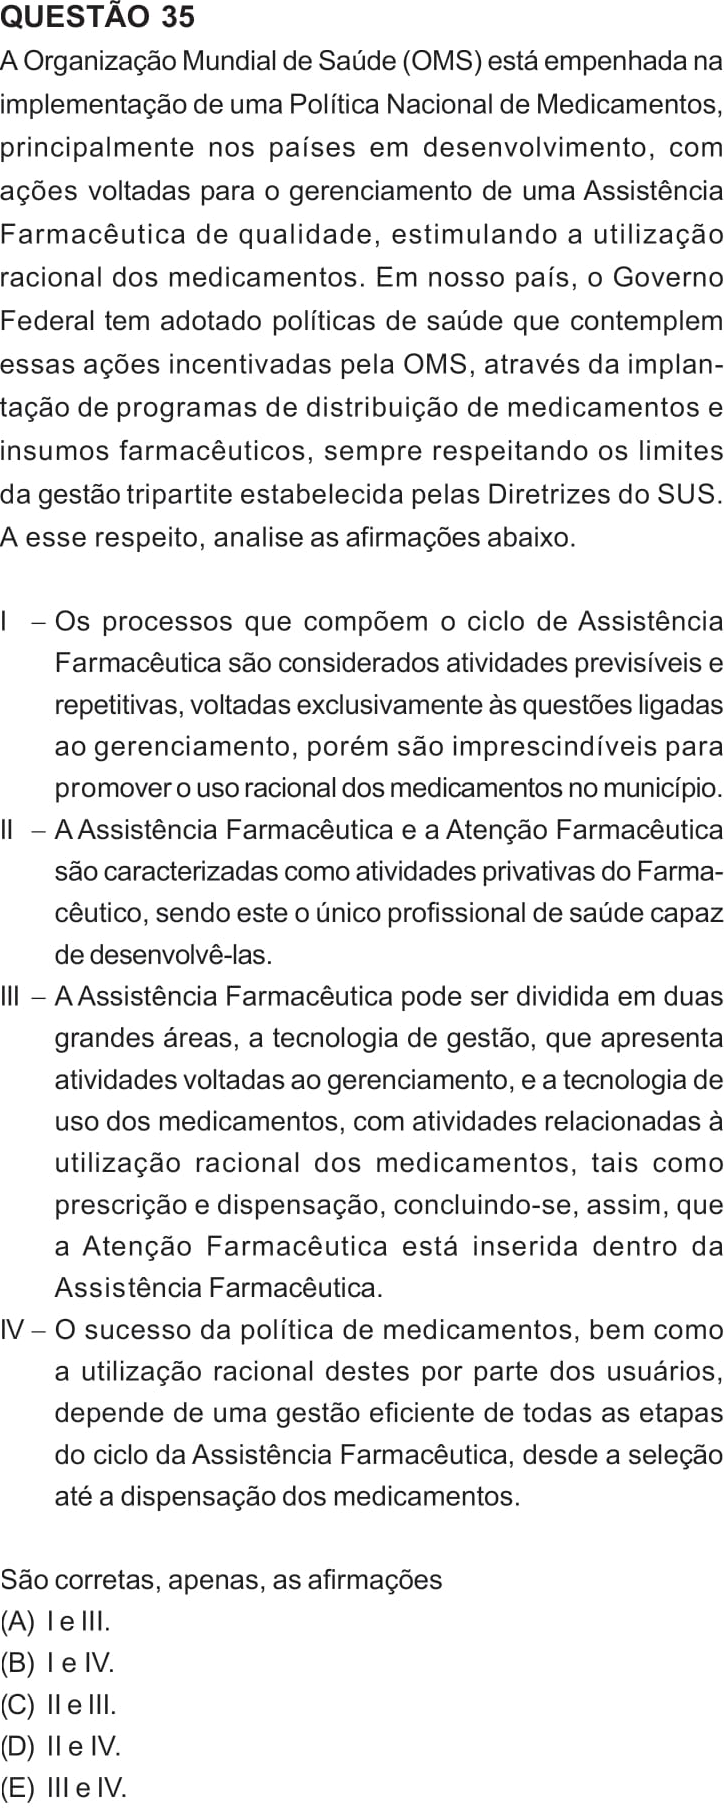 QUESTÃO 35
A Organização Mundial de Saúde (OMS) está empenhada na
implementação de uma Política Nacional de Medicamentos,
principalmente nos países em desenvolvimento, com
ações voltadas para o gerenciamento de uma Assistência
Farmacêutica de qualidade, estimulando a utilização
racional dos medicamentos. Em nosso país, o Governo
Federal tem adotado políticas de saúde que contemplem
essas ações incentivadas pela OMS, através da implan-
tação de programas de distribuição de medicamentos e
insumos farmacêuticos, sempre respeitando os limites
da gestão tripartite estabelecida pelas Diretrizes do SUS.
A esse respeito, analise as afirmações abaixo.
I – Os processos que compõem o ciclo de Assistência
Farmacêutica são considerados atividades previsíveis e
repetitivas, voltadas exclusivamente às questões ligadas
ao gerenciamento, porém são imprescindíveis para
promover o uso racional dos medicamentos no município.
II – A Assistência Farmacêutica e a Atenção Farmacêutica
são caracterizadas como atividades privativas do Farma-
cêutico, sendo este o único profissional de saúde capaz
de desenvolvê-las.
III – A Assistência Farmacêutica pode ser dividida em duas
grandes áreas, a tecnologia de gestão, que apresenta
atividades voltadas ao gerenciamento, e a tecnologia de
uso dos medicamentos, com atividades relacionadas à
utilização racional dos medicamentos, tais como
prescrição e dispensação, concluindo-se, assim, que
a Atenção Farmacêutica está inserida dentro da
Assistência Farmacêutica.
IV – O sucesso da política de medicamentos, bem como
a utilização racional destes por parte dos usuários,
depende de uma gestão eficiente de todas as etapas
do ciclo da Assistência Farmacêutica, desde a seleção
até a dispensação dos medicamentos.
São corretas, apenas, as afirmações
(A) I e III.
(B) I e IV.
(C) II e III.
(D) II e IV.
(E) III e IV.